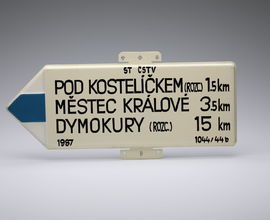 ST ČSTV
POD KOSTELÍČKEM (ROZC.) 1.5 km
MĚSTEC KRÁLOVÉ 3.5 km
DYMOKURY (ROZC.) 15 km
1987 1044/44b